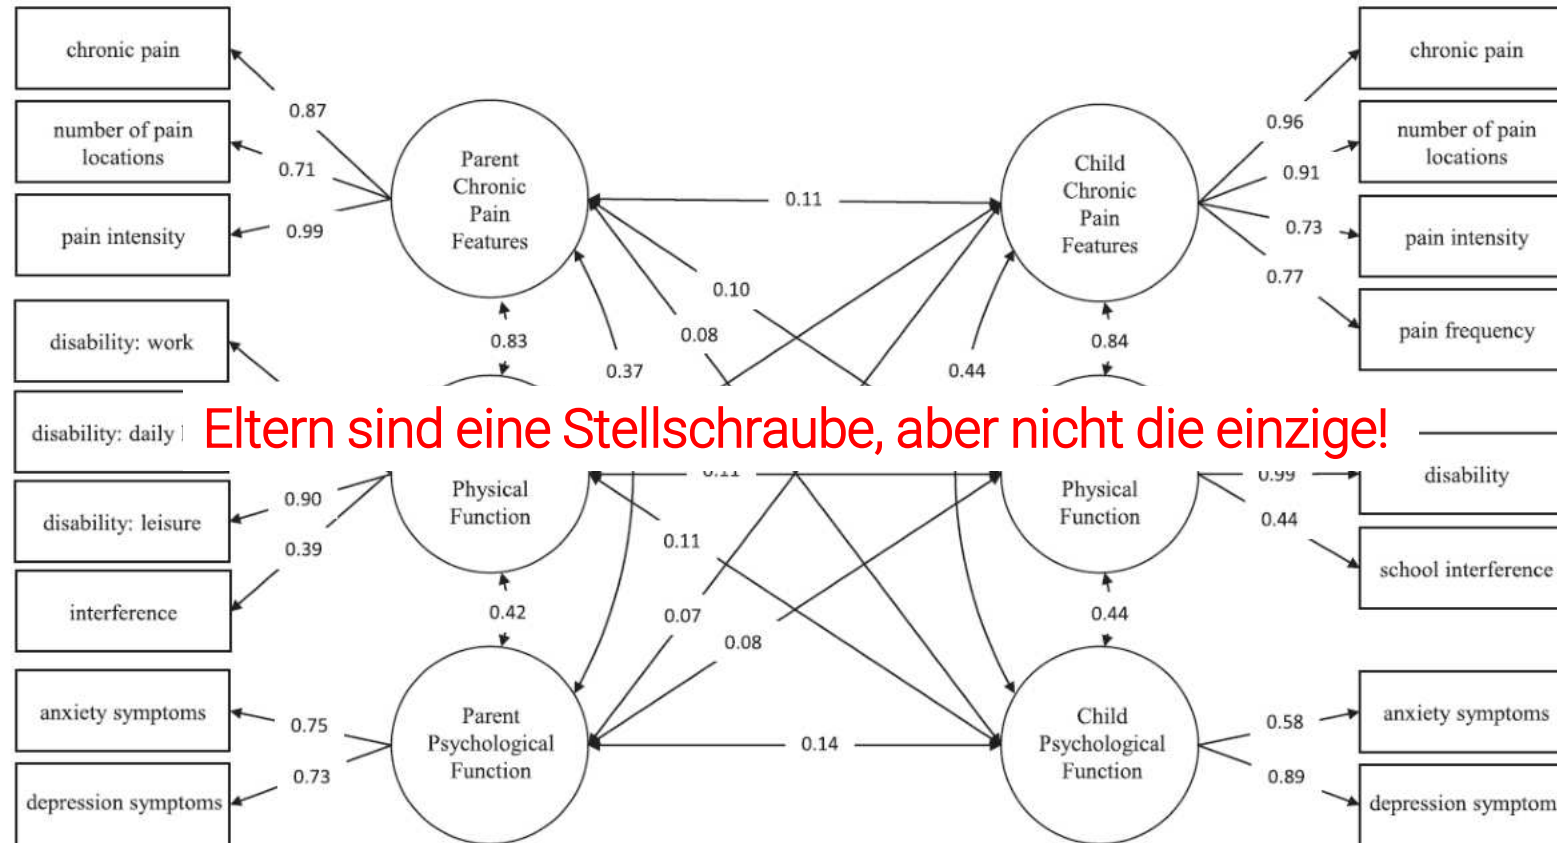 chronic pain
0.87
number of pain
locations
0.71
pain intensity
0.99
Parent
Chronic
Pain
Features
0.11
0.10
0.08
0.83
0.37
Child
Chronic
Pain
Features
0.44
0.84
chronic pain
0.96
number of pain
locations
0.91
0.73
pain intensity
0.77
pain frequency
disability: work
disability: daily
Eltern sind eine Stellschraube, aber nicht die einzige!
disability: leisure
0.90
0.39
interference
Physical
Function
0.11
0.11
0.42
0.07
0.08
Physical
Function
0.44
0.99
disability
0.44
school interference
anxiety symptoms
0.75
0.73
depression symptoms
Parent
Psychological
Function
0.14
Child
Psychological
Function
0.58
anxiety symptoms
0.89
depression symptom